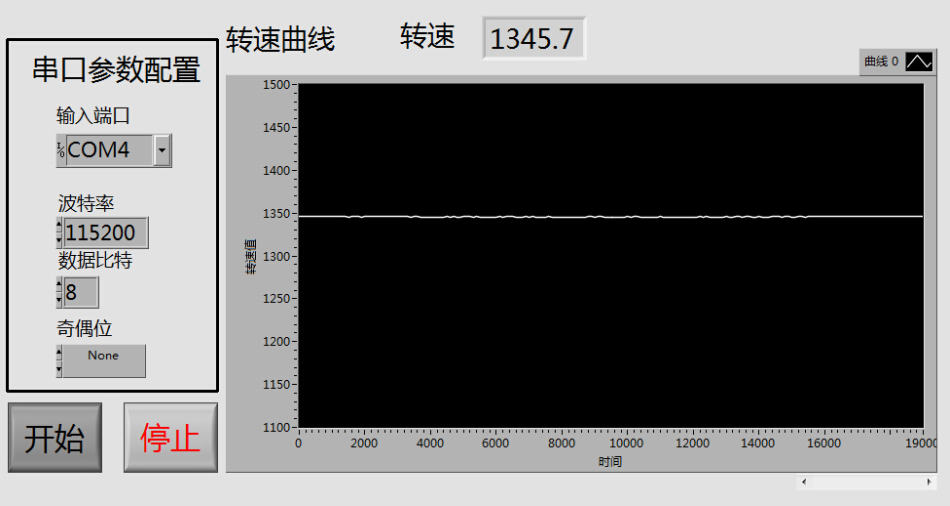 串口参数配置
输入端口
I/O COM4
波特率
115200
数据比特
8
奇偶位
None
开始
停止
转速曲线
转速
1345.7
曲线 0
1500
1450
1400
1350
1300
1250
1200
1150
1100
转速值
0 2000 4000 6000 8000 10000 12000 14000 16000 19000
时间